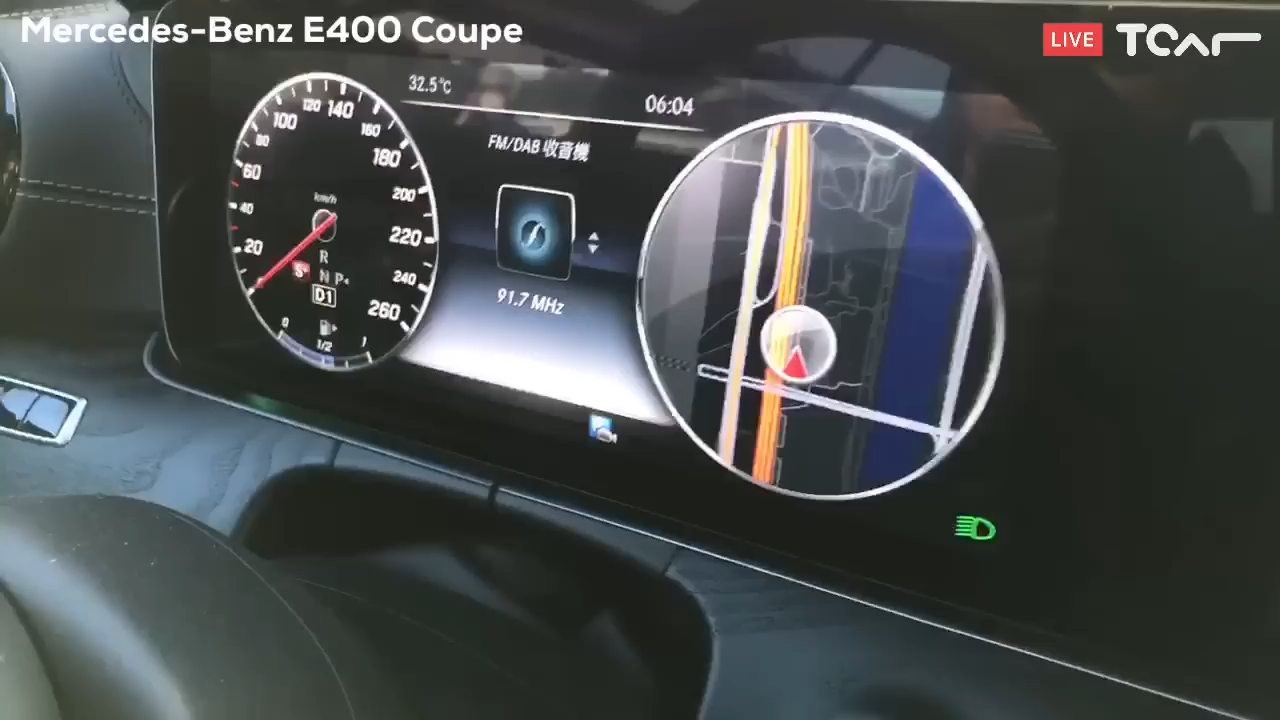 Mercedes-Benz E400 Coupe
LIVE TCAR
32.5°C
06:04
FM/DAB 收音機
91.7 MHz
km/h
20
40
60
80
100
120
140
160
180
200
220
240
260
R
N P
S
D1
0 1/2 1